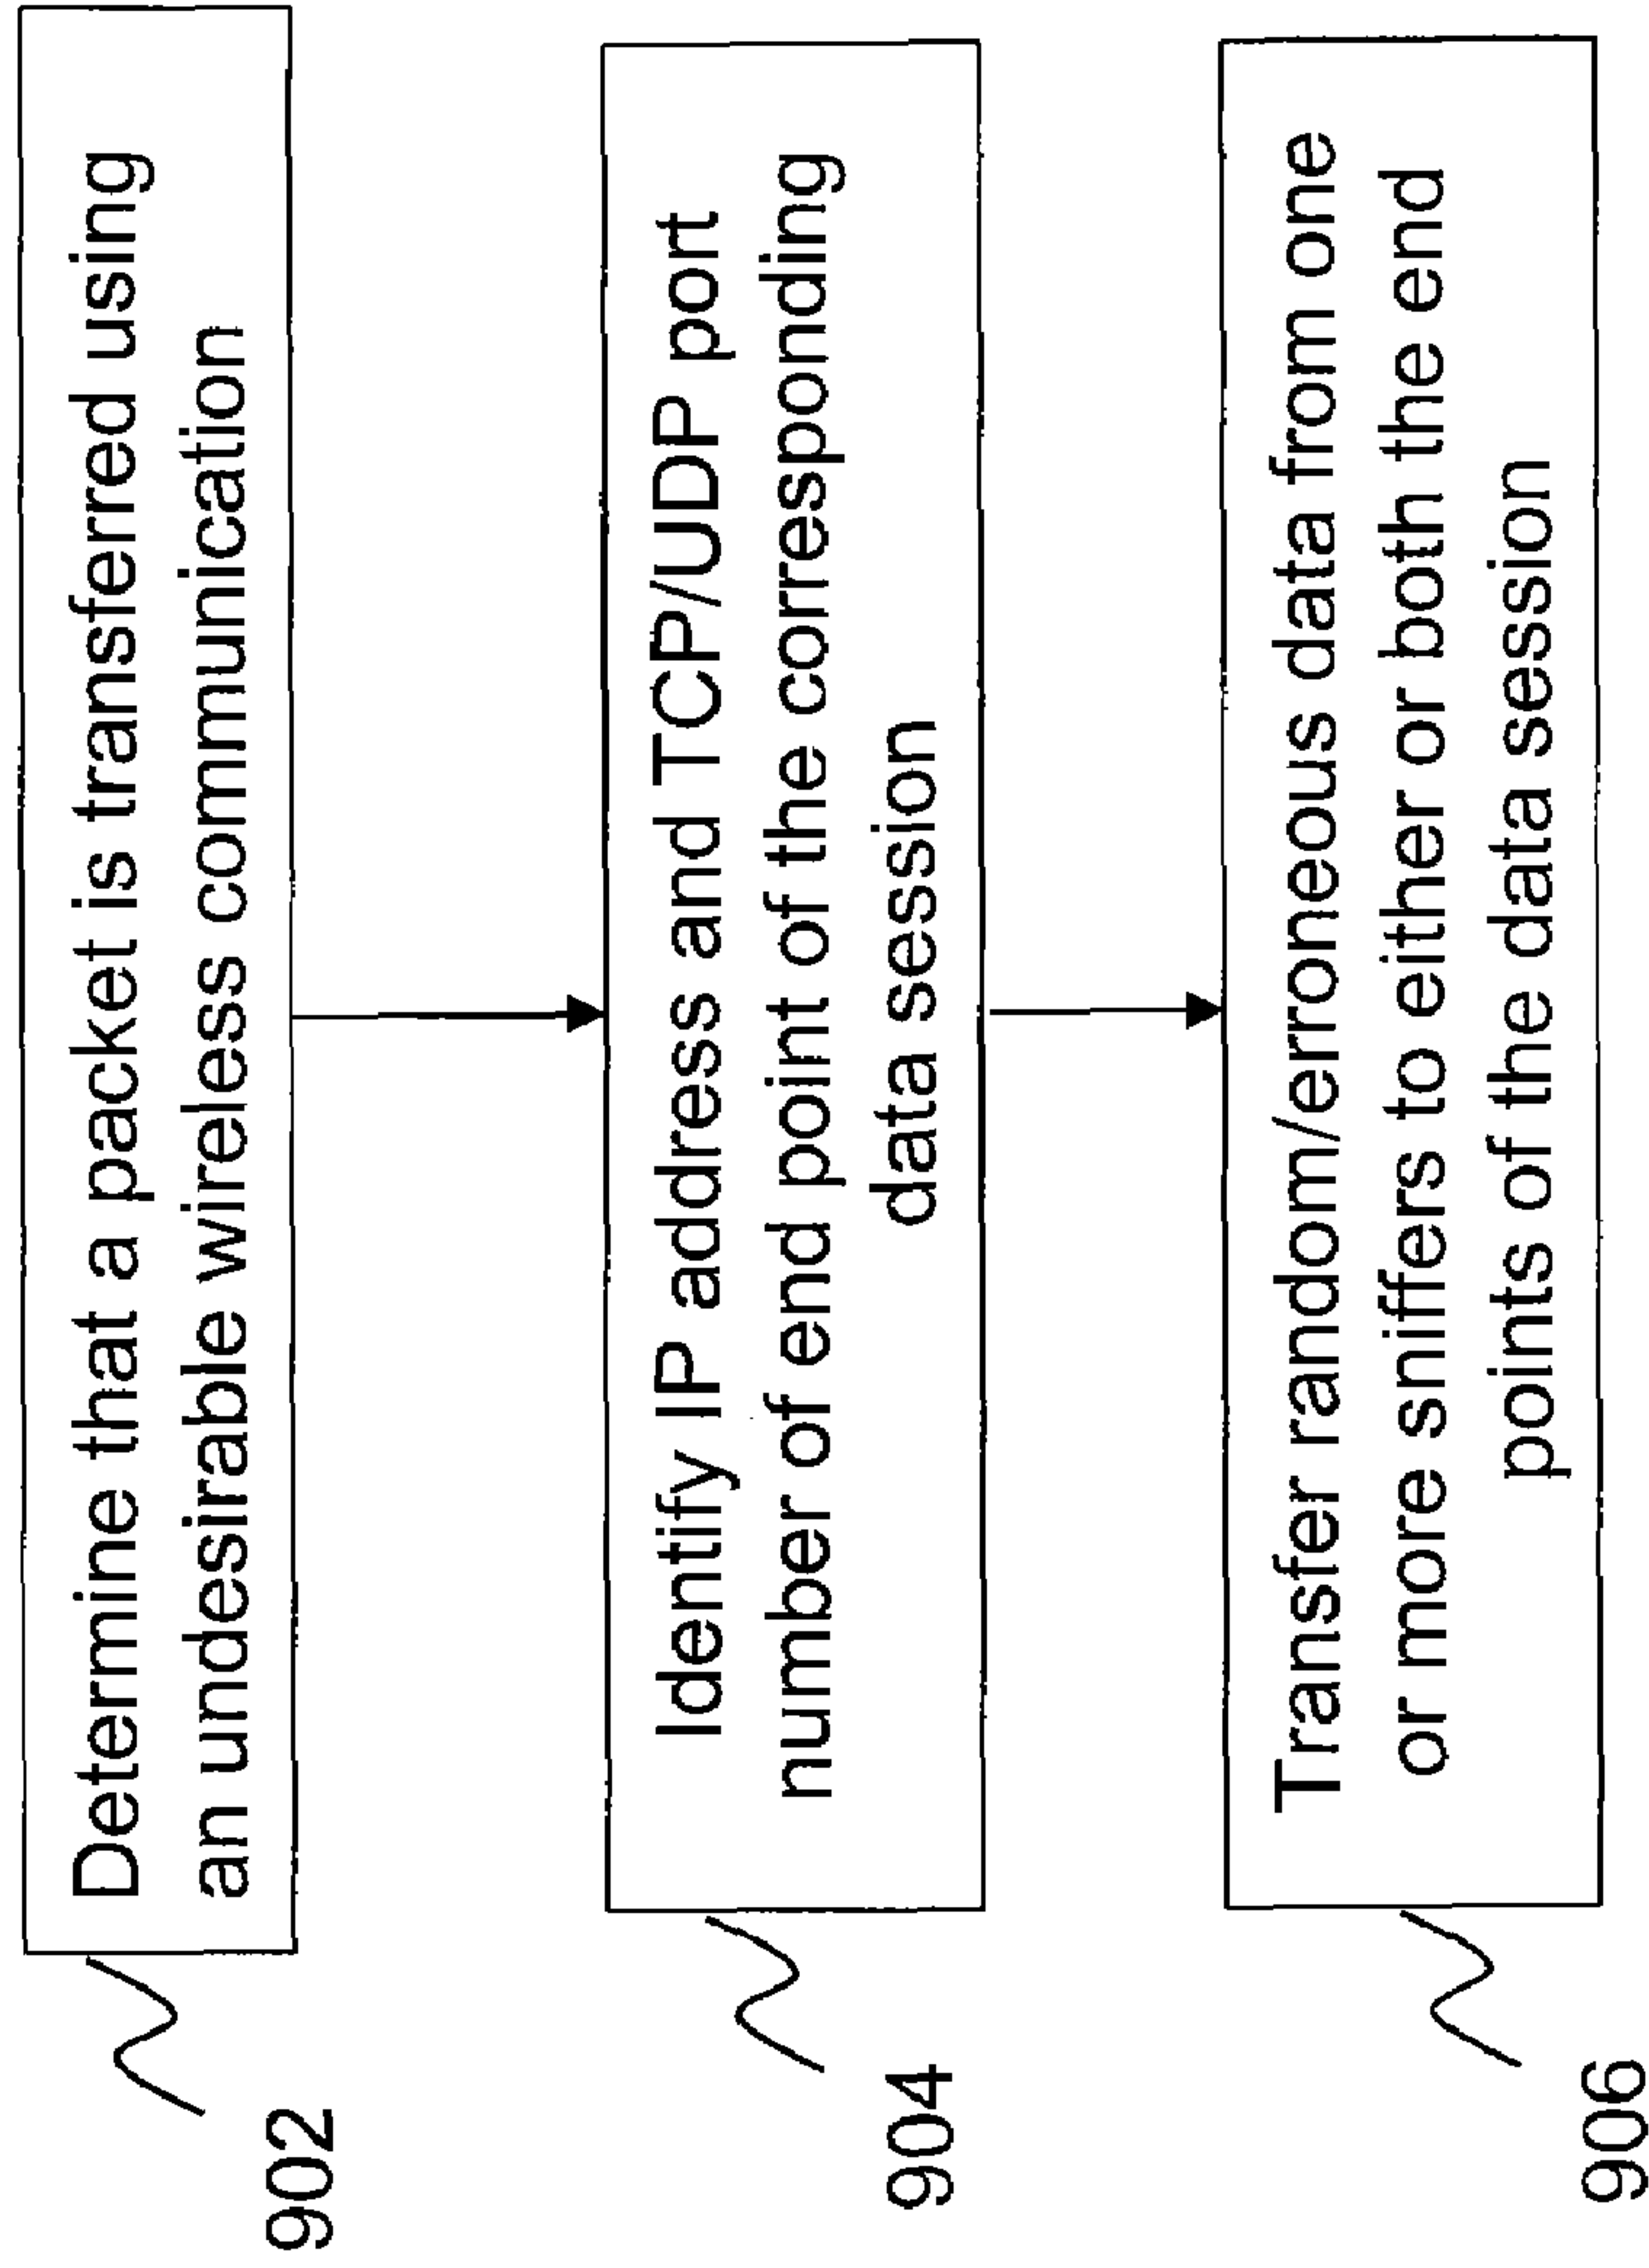 Determine that a packet is transferred using
an undesirable wireless communication
902
Identify IP address and TCP/UDP port
number of end point of the corresponding
data session
904
Transfer random/erroneous data from one
or more sniffers to either or both the end
points of the data session
906